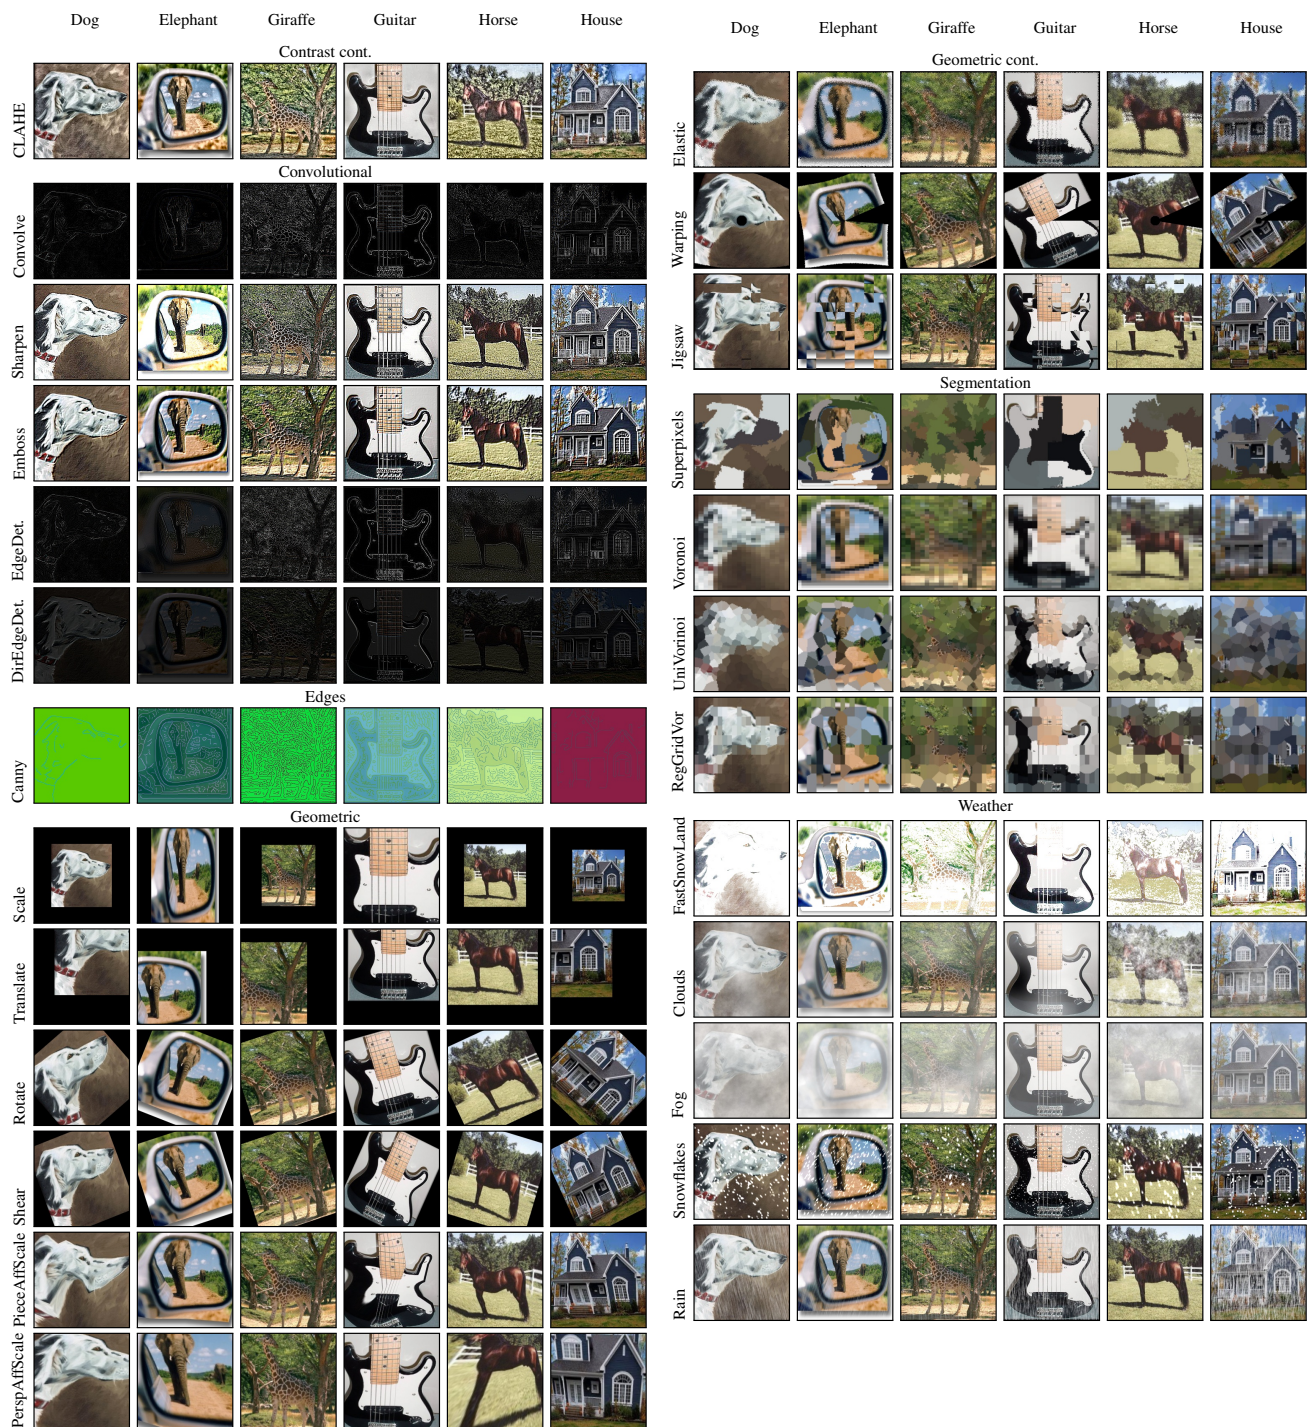 Dog Elephant Giraffe Guitar Horse House
Contrast cont.
CLAHE
Convolutional
Convolve
Sharpen
Emboss
EdgeDet.
DirEdgeDet.
Edges
Canny
Geometric
Scale
Translate
Rotate
Shear
PieceAffScale
PerspAffScale
Dog Elephant Giraffe Guitar Horse House
Geometric cont.
Elastic
Warping
Jigsaw
Segmentation
Superpixels
Voronoi
UniVorinoi
RegGridVor
Weather
FastSnowLand
Clouds
Fog
Snowflakes
Rain